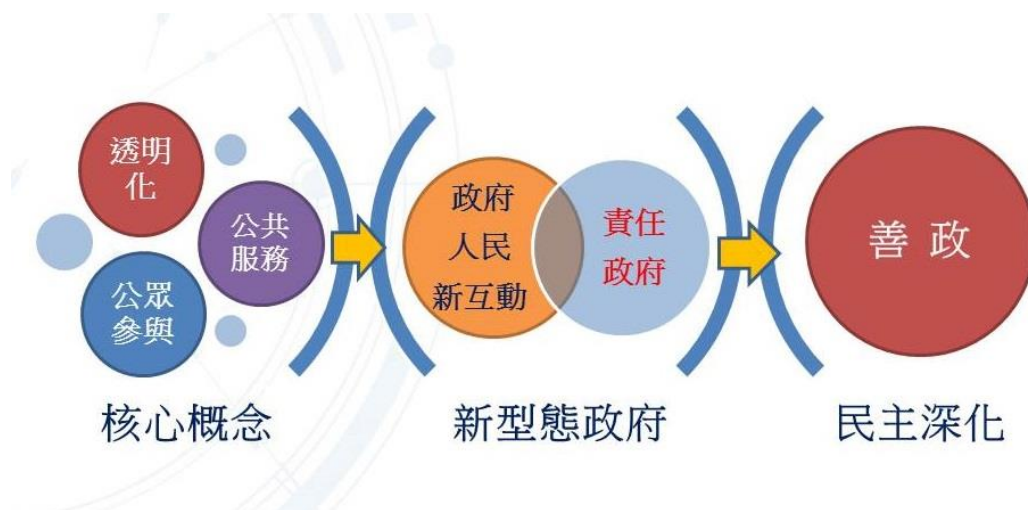 透明
化
公共
服務
公眾
參與
核心概念
政府
人民
新互動
責任
政府
新型態政府
善政
民主深化